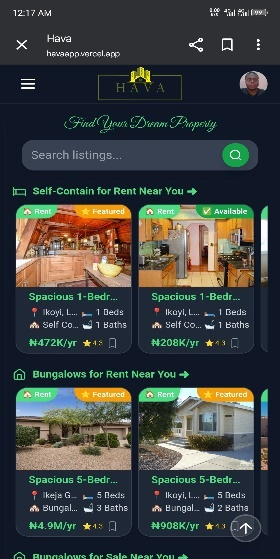 12:17 AM
Hava
havaapp.vercel.app
HAVA
Find Your Dream Property
Search listings...
Self-Contain for Rent Near You
Rent
Featured
Rent
Available
Spacious 1-Bedr...
Spacious 1-Bedr...
Ikoyi, L... 1 Beds
Ikoyi, L... 1 Beds
Self Co... 1 Baths
Self Co... 1 Baths
₦472K/yr 4.3
₦208K/yr 4.3
Bungalows for Rent Near You
Rent
Featured
Rent
Featured
Spacious 5-Bedr...
Spacious 5-Bedr...
Ikeja G... 5 Beds
Ikoyi, L... 5 Beds
Bungal... 3 Baths
Bungal... 2 Baths
₦4.9M/yr 4.3
₦908K/yr 4.3
Bungalows for Sale Near You